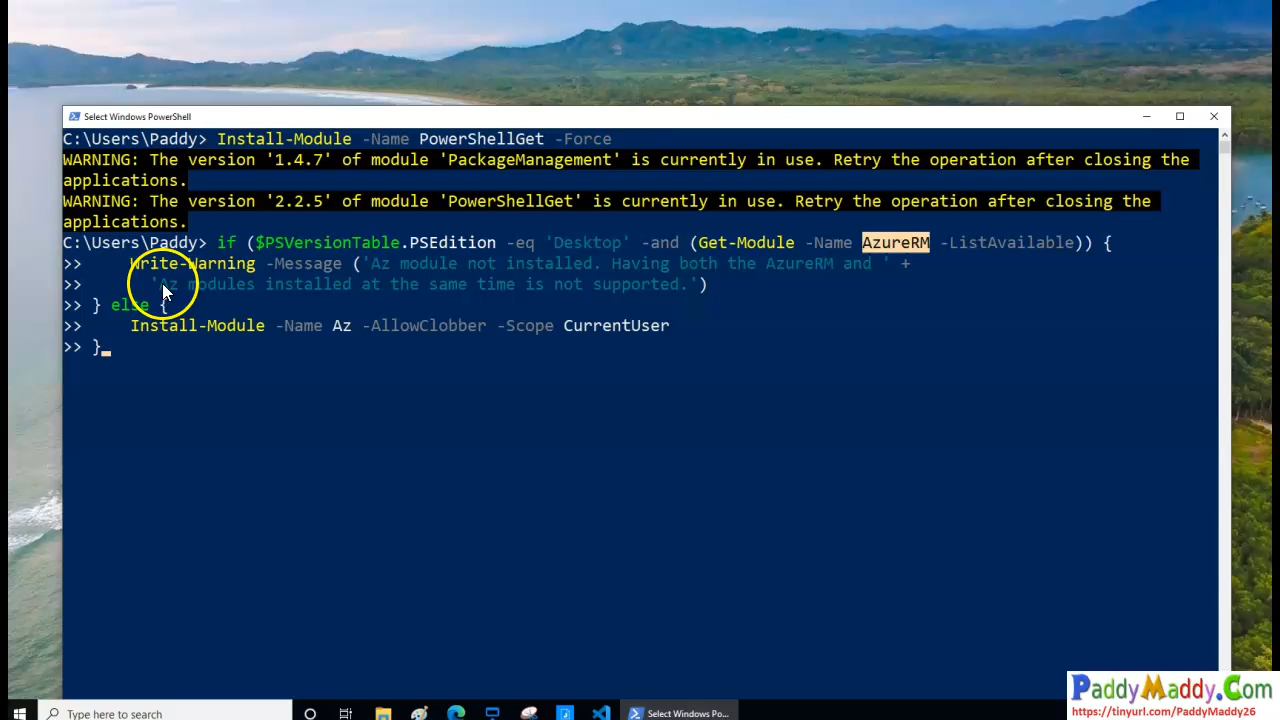 Select Windows PowerShell
C:\Users\Paddy> Install-Module -Name PowerShellGet -Force
WARNING: The version '1.4.7' of module 'PackageManagement' is currently in use. Retry the operation after closing the
applications.
WARNING: The version '2.2.5' of module 'PowerShellGet' is currently in use. Retry the operation after closing the
applications.
C:\Users\Paddy> if ($PSVersionTable.PSEdition -eq 'Desktop' -and (Get-Module -Name AzureRM -ListAvailable)) {
>>     Write-Warning -Message ('Az module not installed. Having both the AzureRM and ' +
>>       'Az modules installed at the same time is not supported.')
>> } else {
>>     Install-Module -Name Az -AllowClobber -Scope CurrentUser
>> }
PaddyMaddy.Com
https://tinyurl.com/PaddyMaddy26
Type here to search
Select Windows Po...